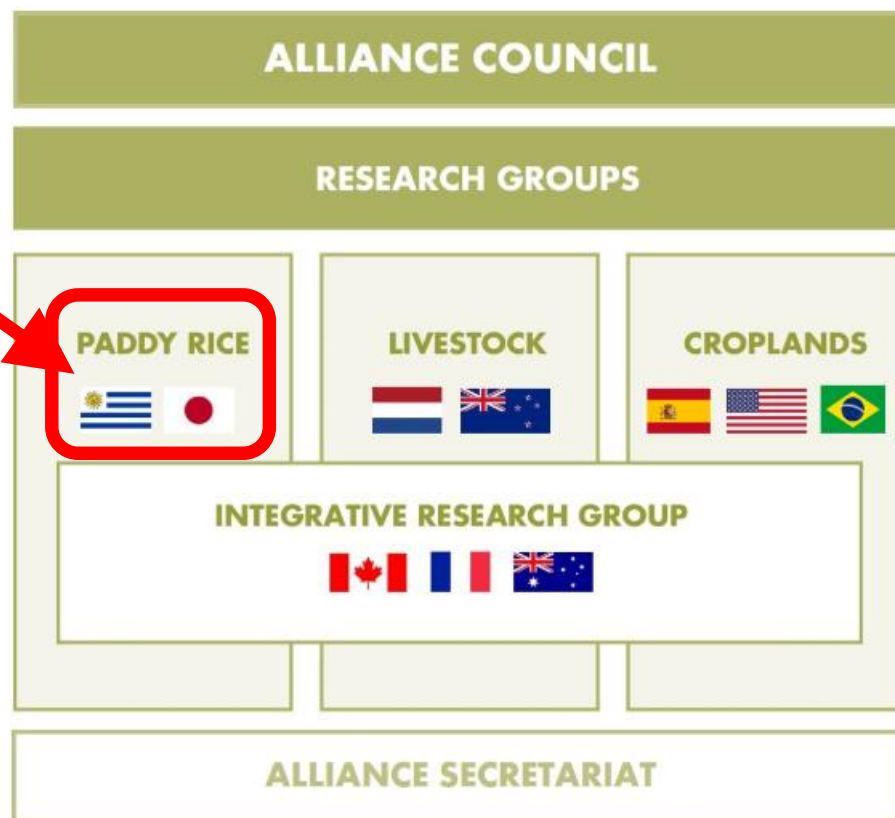 ALLIANCE COUNCIL
RESEARCH GROUPS
PADDY RICE
LIVESTOCK
CROPLANDS
INTEGRATIVE RESEARCH GROUP
ALLIANCE SECRETARIAT